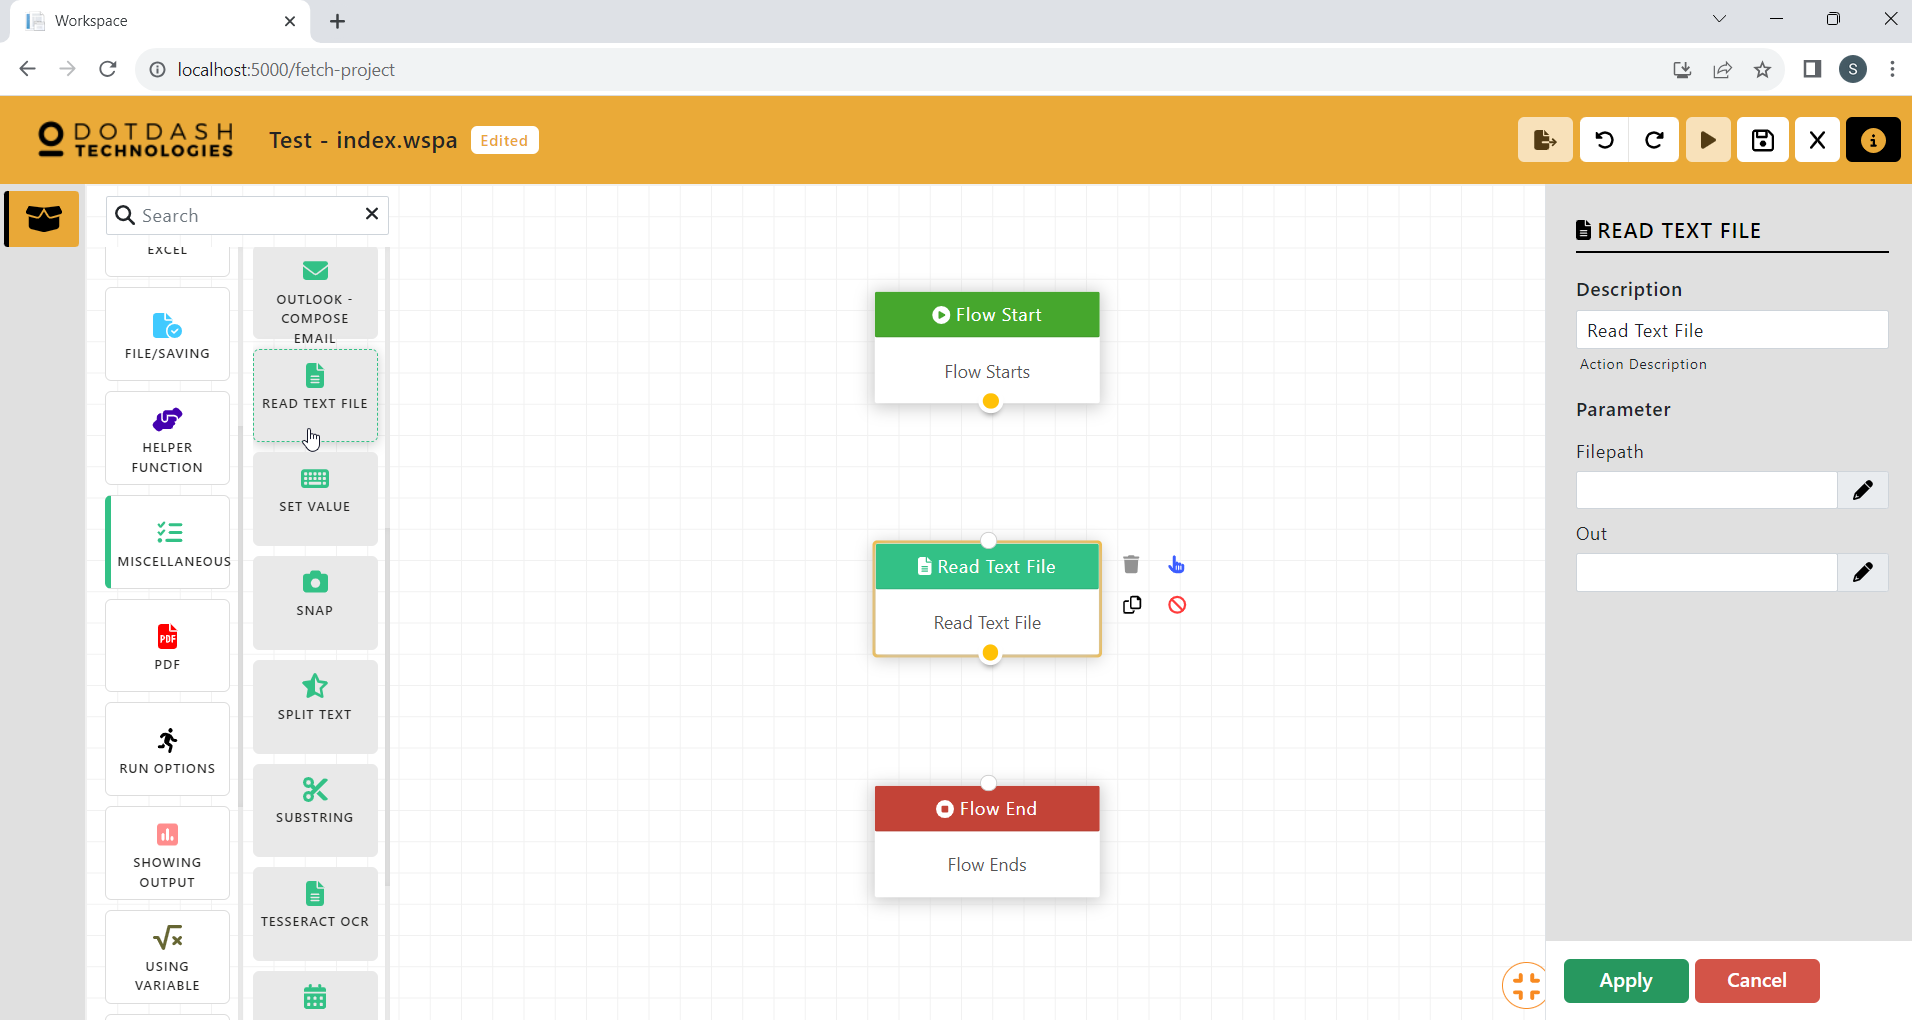 Workspace
localhost:5000/fetch-project
S
DOTDASH
TECHNOLOGIES
Test - index.wspa
Edited
Search
EXCEL
FILE/SAVING
HELPER
FUNCTION
MISCELLANEOUS
PDF
PDF
RUN OPTIONS
SHOWING
OUTPUT
USING
VARIABLE
OUTLOOK -
COMPOSE
EMAIL
READ TEXT FILE
SET VALUE
SNAP
SPLIT TEXT
SUBSTRING
TESSERACT OCR
Flow Start
Flow Starts
Read Text File
Read Text File
Flow End
Flow Ends
READ TEXT FILE
Description
Read Text File
Action Description
Parameter
Filepath
Out
Apply
Cancel